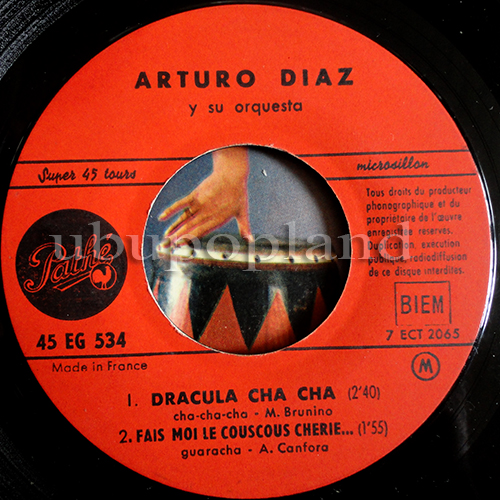 ARTURO DIAZ
y su orquesta
Super 45 tours
microsillon
Tous droits du producteur
phonographique et du
propriétaire de l'œuvre
enregistrée réservés.
Duplication, exécution
publique, radiodiffusion
de ce disque interdites.
ubupopland
Pathé
BIEM
45 EG 534
7 ECT 2065
Made in France
M
1. DRACULA CHA CHA (2'40)
cha-cha-cha - M. Brunino
2. FAIS MOI LE COUSCOUS CHERIE... (1'55)
guaracha - A. Canfora